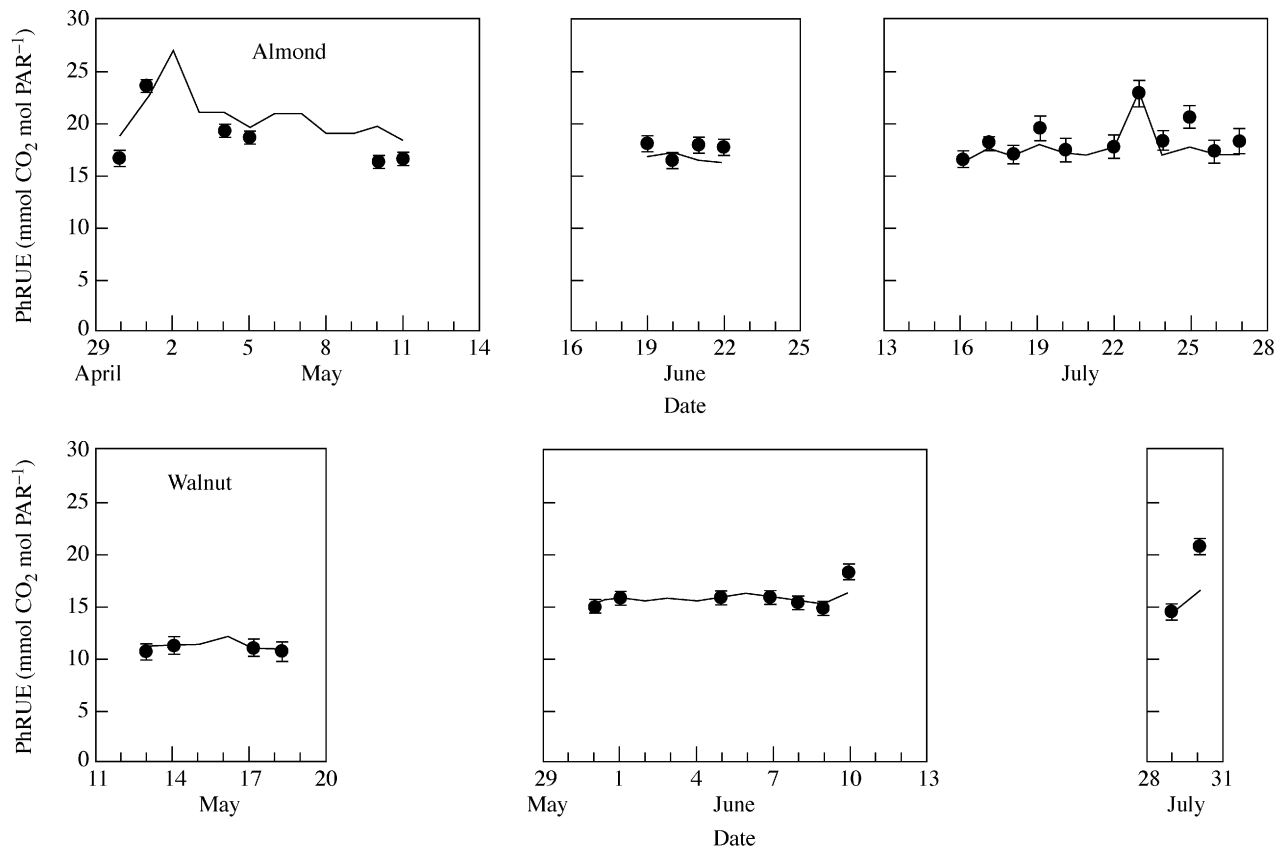 30
25
20
15
10
5
0
PhRUE (mmol CO₂ mol PAR⁻¹)
Almond
29 2 5 8 11 14
16 19 22 25
13 16 19 22 25 28
April May
June
July
Date
30
25
20
15
10
5
0
PhRUE (mmol CO₂ mol PAR⁻¹)
Walnut
11 14 17 20
29 1 4 7 10 13
28 31
May
May June
July
Date